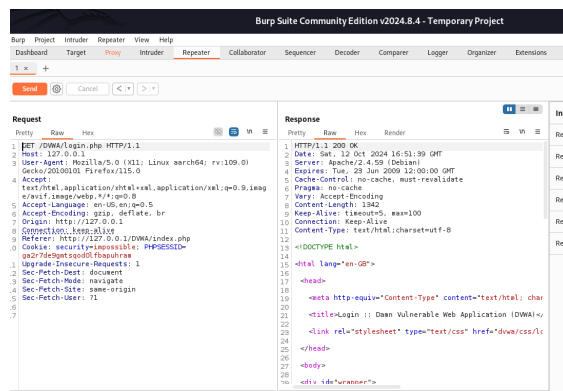 Burp Suite Community Edition v2024.8.4 - Temporary Project
Burp Project Intruder Repeater View Help
Dashboard Target Proxy Intruder Repeater Collaborator Sequencer Decoder Comparer Logger Organizer Extensions
1 × +
Send Cancel < >
Request
Pretty Raw Hex
1 GET /DVWA/login.php HTTP/1.1
2 Host: 127.0.0.1
3 User-Agent: Mozilla/5.0 (X11; Linux aarch64; rv:109.0)
Gecko/20100101 Firefox/115.0
4 Accept:
text/html,application/xhtml+xml,application/xml;q=0.9,imag
e/avif,image/webp,*/*;q=0.8
5 Accept-Language: en-US,en;q=0.5
6 Accept-Encoding: gzip, deflate, br
7 Origin: http://127.0.0.1
8 Connection: keep-alive
9 Referer: http://127.0.0.1/DVWA/index.php
0 Cookie: security=impossible; PHPSESSID=
ga2r7de9gmtsqod0lfbapuhram
1 Upgrade-Insecure-Requests: 1
2 Sec-Fetch-Dest: document
3 Sec-Fetch-Mode: navigate
4 Sec-Fetch-Site: same-origin
5 Sec-Fetch-User: ?1
6
7
Response
Pretty Raw Hex Render
1 HTTP/1.1 200 OK
2 Date: Sat, 12 Oct 2024 16:51:39 GMT
3 Server: Apache/2.4.59 (Debian)
4 Expires: Tue, 23 Jun 2009 12:00:00 GMT
5 Cache-Control: no-cache, must-revalidate
6 Pragma: no-cache
7 Vary: Accept-Encoding
8 Content-Length: 1342
9 Keep-Alive: timeout=5, max=100
10 Connection: Keep-Alive
11 Content-Type: text/html;charset=utf-8
12
13 <!DOCTYPE html>
14
15 <html lang="en-GB">
16
17 <head>
18
19 <meta http-equiv="Content-Type" content="text/html; char
20
21 <title>Login :: Damn Vulnerable Web Application (DVWA)</
22
23 <link rel="stylesheet" type="text/css" href="dvwa/css/lo
24
25 </head>
26
27 <body>
28
29 <div id="wrapper">
In
Re
Re
Re
Re